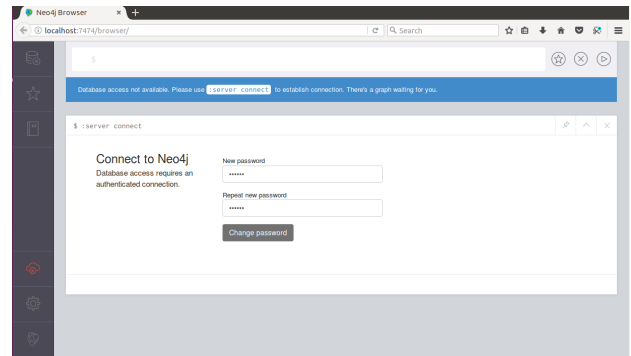 Neo4j Browser
localhost:7474/browser/
Search
$
Database access not available. Please use :server connect to establish connection. There's a graph waiting for you.
$ :server connect
Connect to Neo4j
Database access requires an
authenticated connection.
New password
••••••
Repeat new password
••••••
Change password